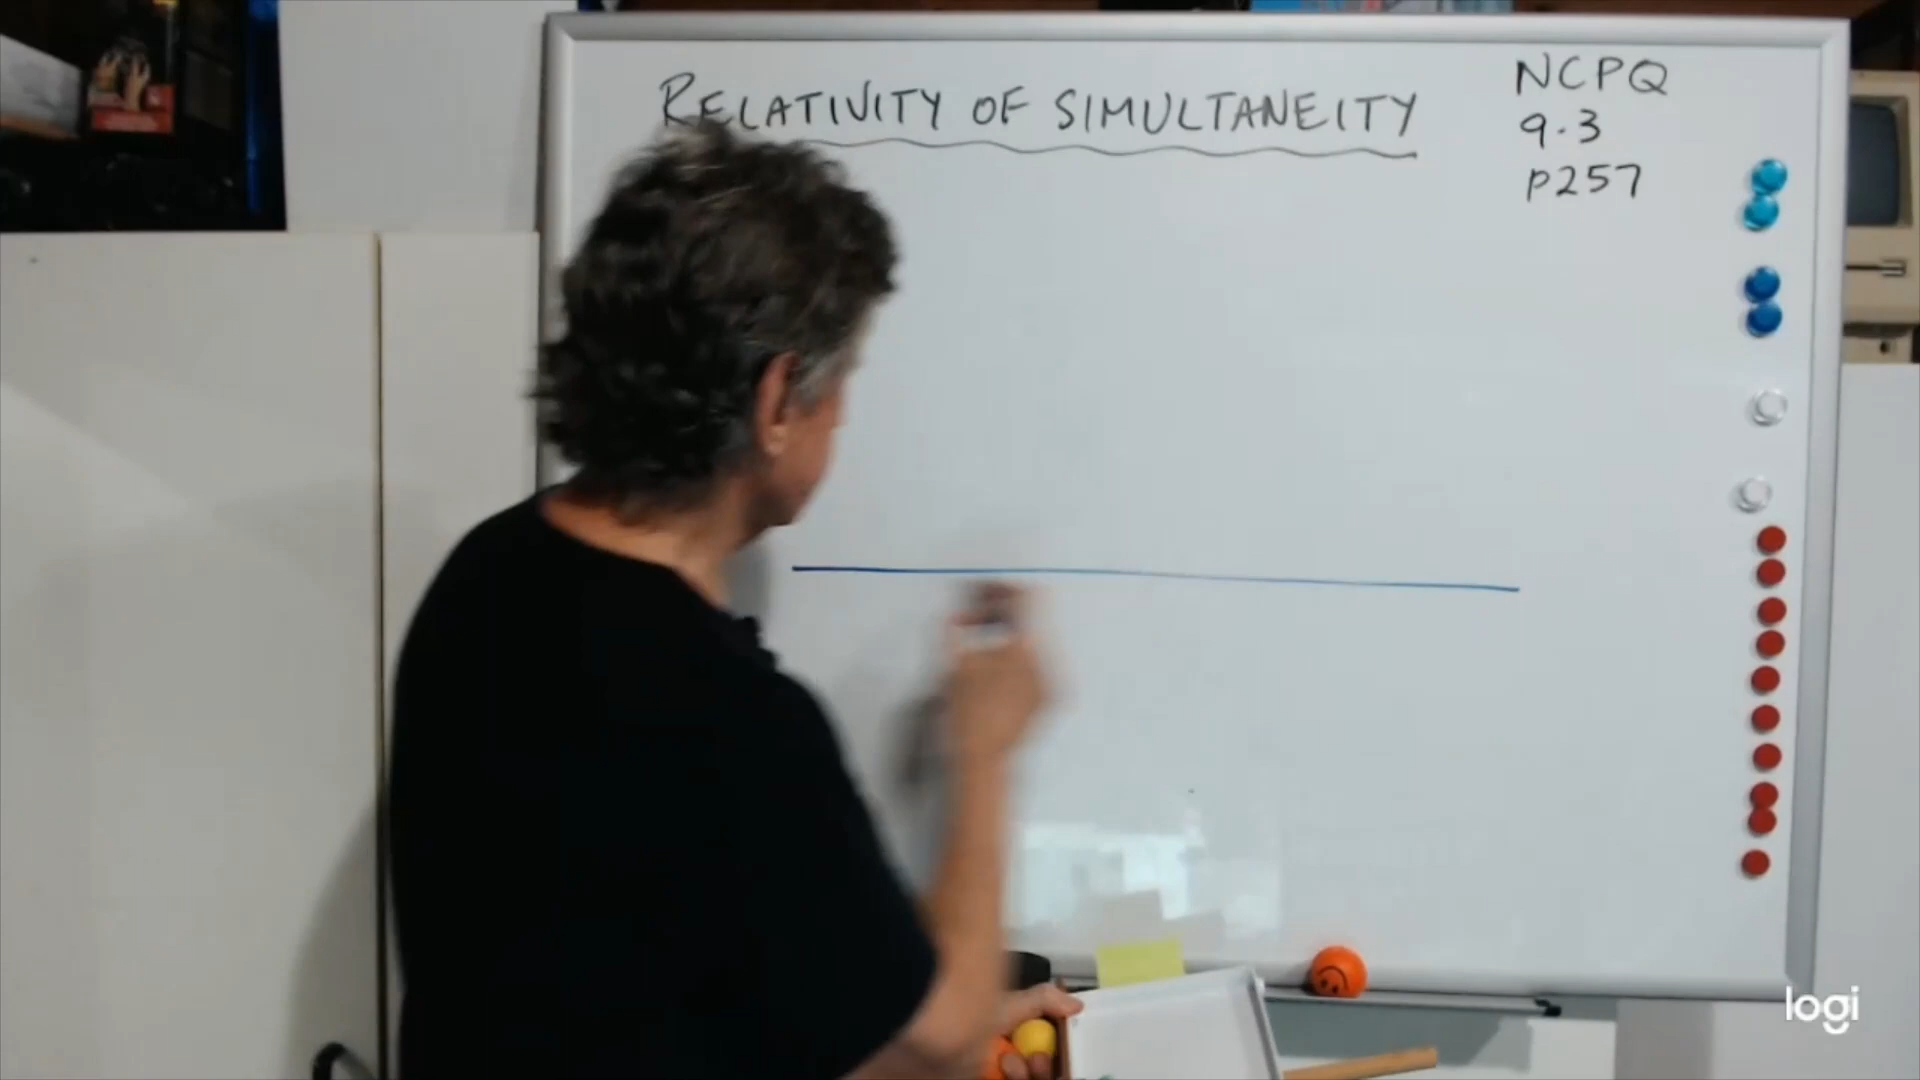 RELATIVITY OF SIMULTANEITY
NCPQ
9.3
p257
logi